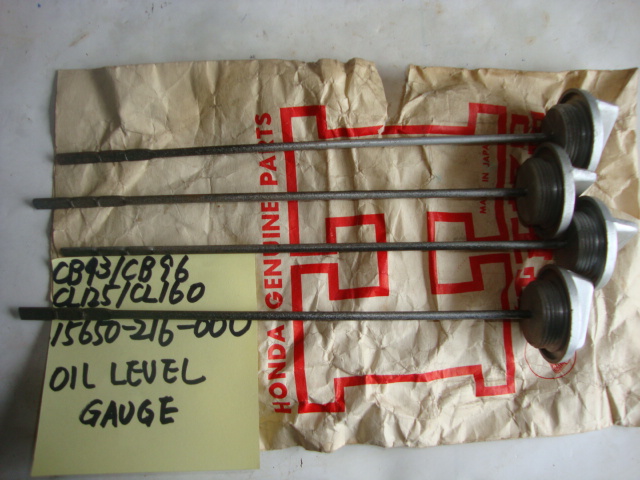 CB93/CB96
CL125/CL160
15650-216-000
OIL LEVEL
GAUGE
HONDA GENUINE PARTS
MADE IN JAPAN